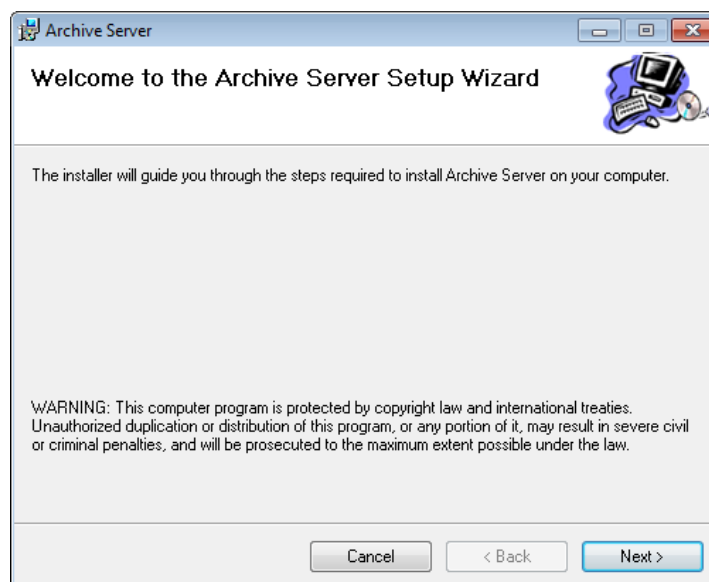 Archive Server
Welcome to the Archive Server Setup Wizard
The installer will guide you through the steps required to install Archive Server on your computer.
WARNING: This computer program is protected by copyright law and international treaties.
Unauthorized duplication or distribution of this program, or any portion of it, may result in severe civil
or criminal penalties, and will be prosecuted to the maximum extent possible under the law.
Cancel < Back Next >